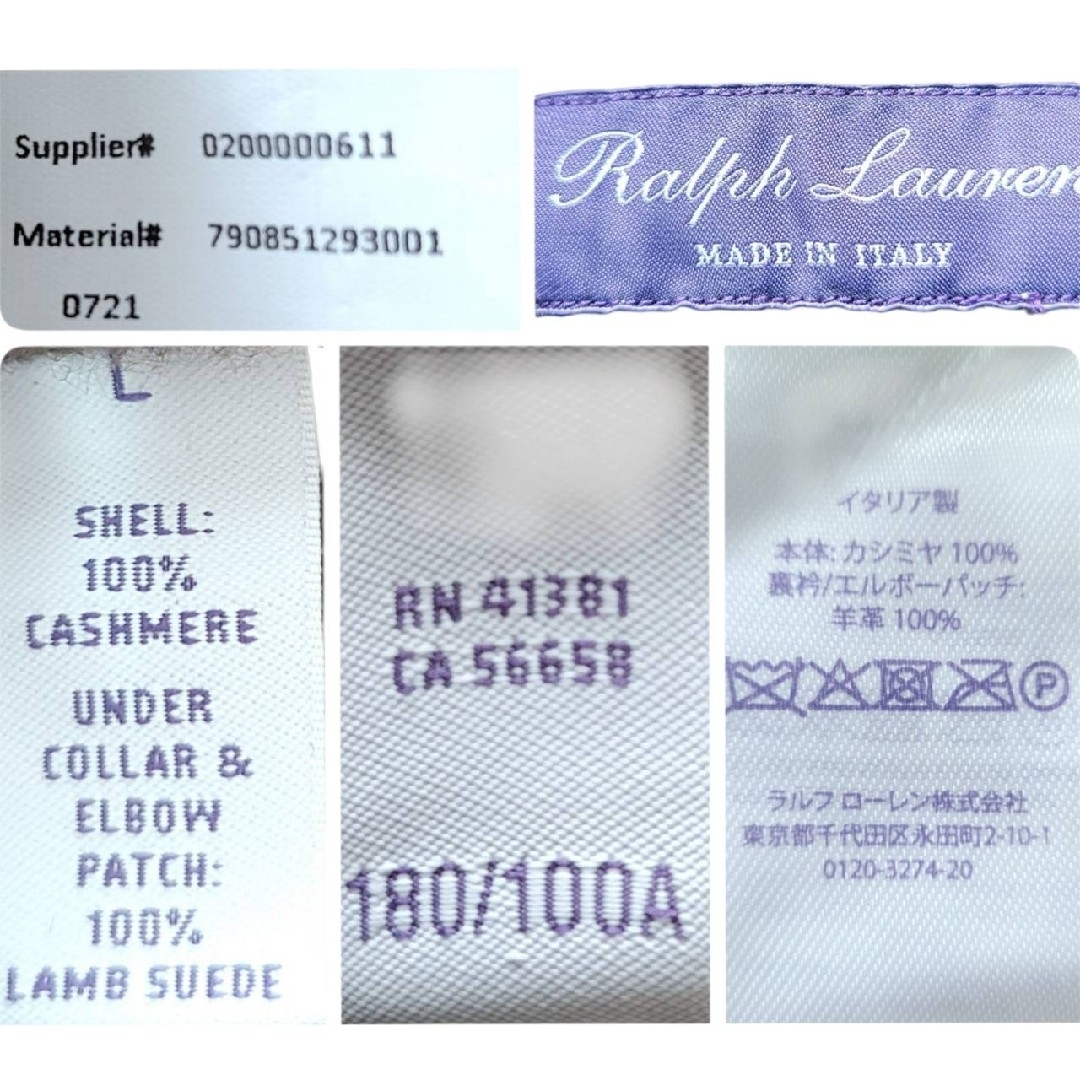 Supplier# 0200000611
Material# 790851293001
0721
Ralph Lauren
MADE IN ITALY
L
SHELL:
100%
CASHMERE
UNDER
COLLAR &
ELBOW
PATCH:
100%
LAMB SUEDE
RN 41381
CA 56658
180/100A
イタリア製
本体: カシミヤ 100%
裏衿/エルボーパッチ:
羊革 100%
P
ラルフ ローレン株式会社
東京都千代田区永田町2-10-1
0120-3274-20